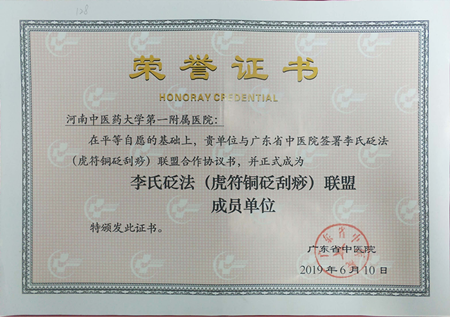 128
荣誉证书
HONORAY CREDENTIAL
河南中医药大学第一附属医院：
在平等自愿的基础上，贵单位与广东省中医院签署李氏砭法
（虎符铜砭刮痧）联盟合作协议书，并正式成为
李氏砭法（虎符铜砭刮痧）联盟
成员单位
特颁发此证书。
广东省中医院
2019年6月10日